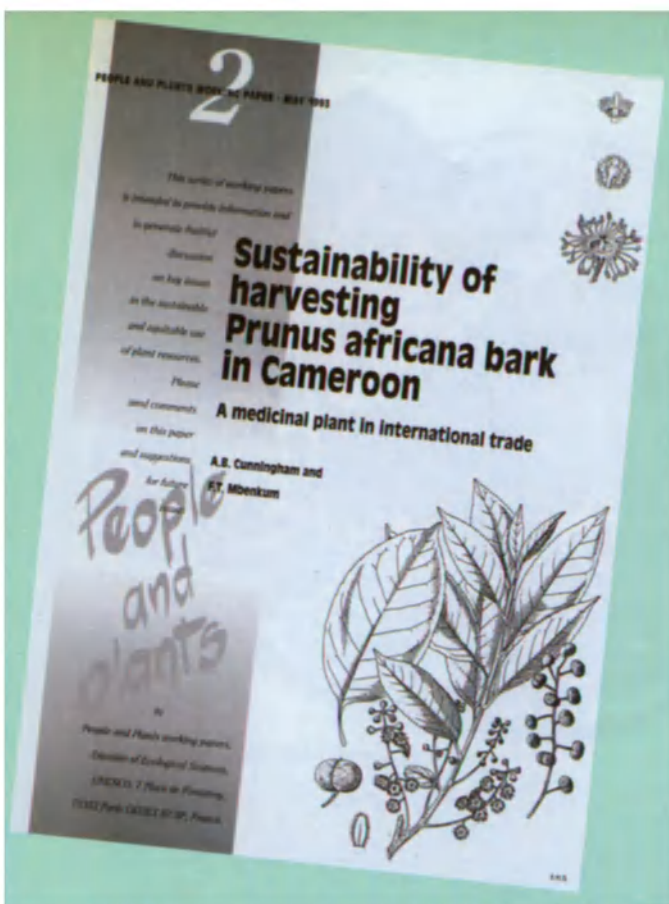 2
PEOPLE AND PLANTS WORKING PAPER - MAY 1993
This series of working papers
is intended to provide information and
to generate fruitful
discussion
on key issues
in the sustainable
and equitable use
of plant resources.
Please
send comments
on this paper
and suggestions
for future
Sustainability of
harvesting
Prunus africana bark
in Cameroon
A medicinal plant in international trade
A.B. Cunningham and
F.T. Mbenkum
People
and
plants
to
People and Plants working papers,
Division of Ecological Sciences,
UNESCO, 7 Place de Fontenoy,
Paris France.